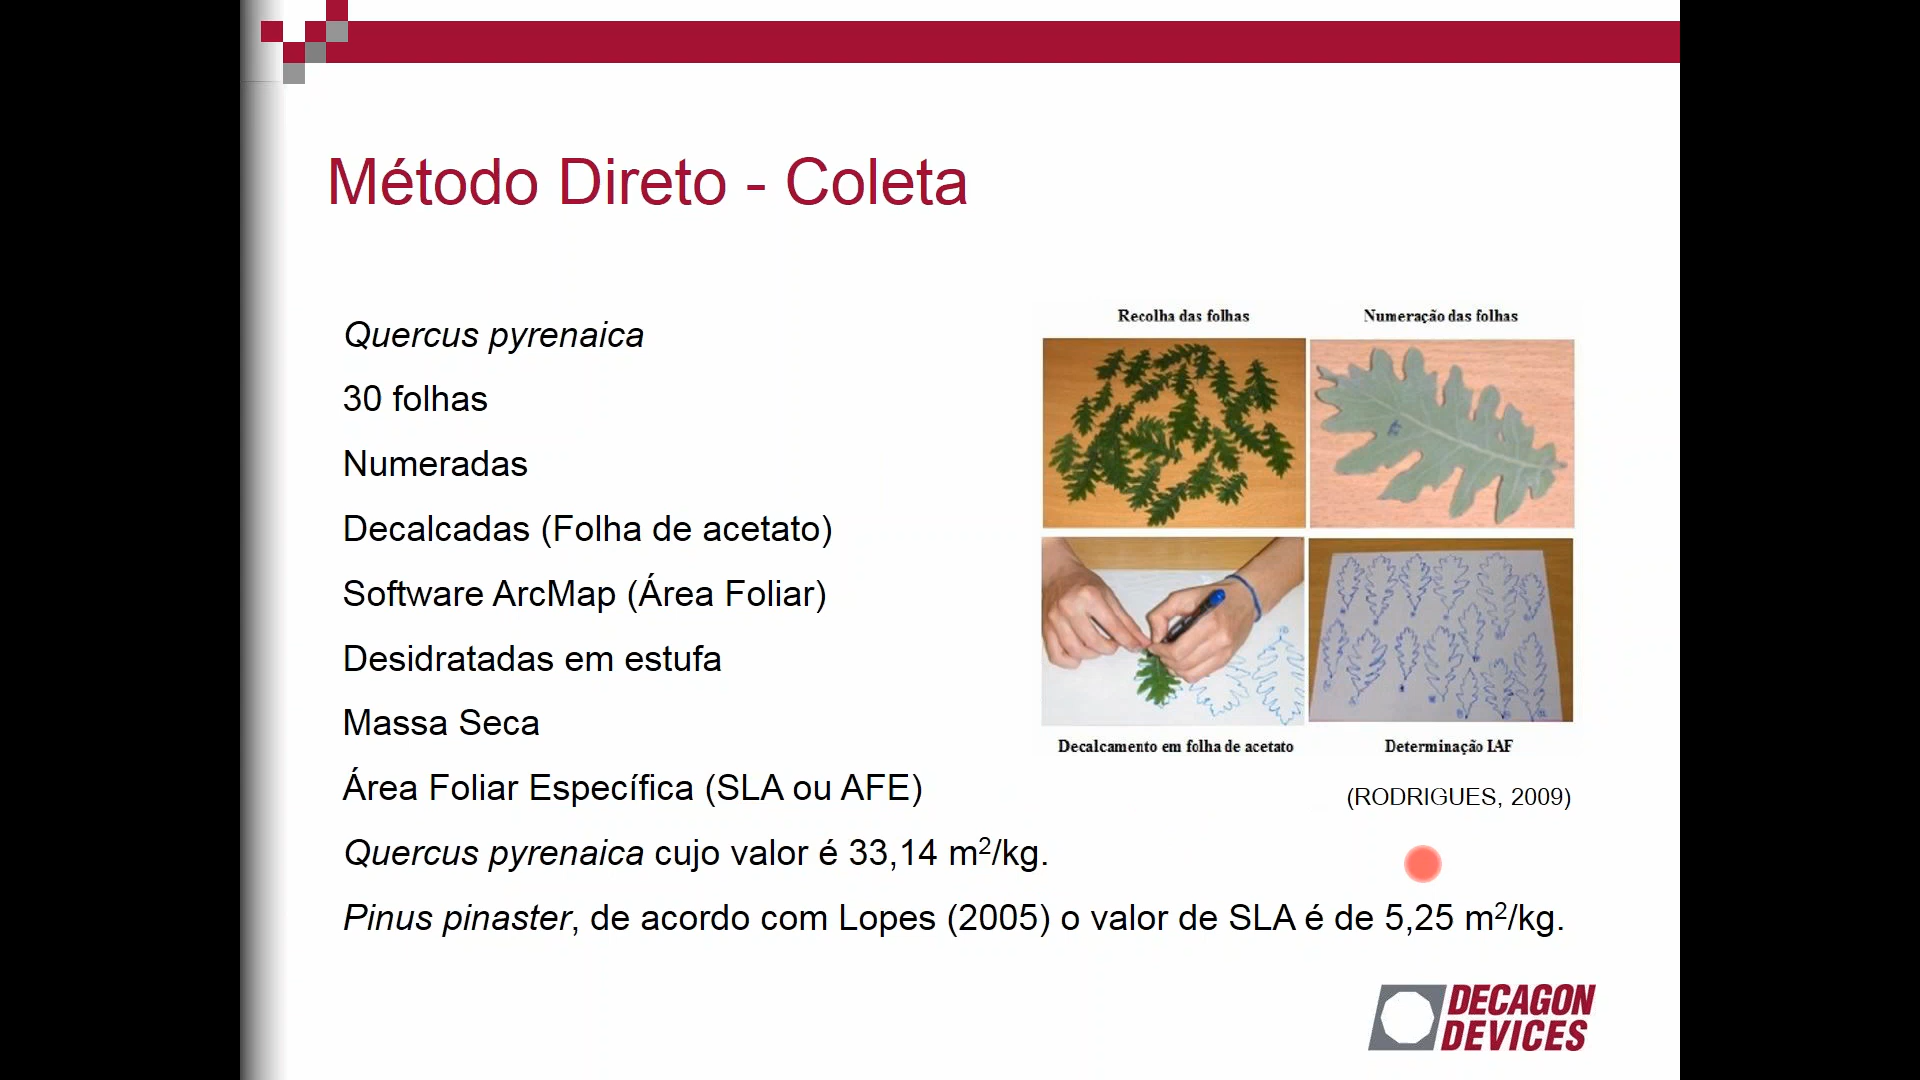 Método Direto - Coleta
Quercus pyrenaica
30 folhas
Numeradas
Decalcadas (Folha de acetato)
Software ArcMap (Área Foliar)
Desidratadas em estufa
Massa Seca
Área Foliar Específica (SLA ou AFE)
Quercus pyrenaica cujo valor é 33,14 m²/kg.
Pinus pinaster, de acordo com Lopes (2005) o valor de SLA é de 5,25 m²/kg.
Recolha das folhas
Numeração das folhas
Decalcamento em folha de acetato
Determinação IAF
(RODRIGUES, 2009)
DECAGON
DEVICES